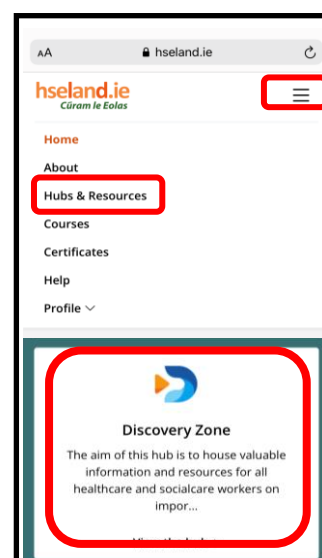 AA hseland.ie
hseland.ie
Cúram le Eolas
Home
About
Hubs & Resources
Courses
Certificates
Help
Profile
Discovery Zone
The aim of this hub is to house valuable
information and resources for all
healthcare and socialcare workers on
impor...